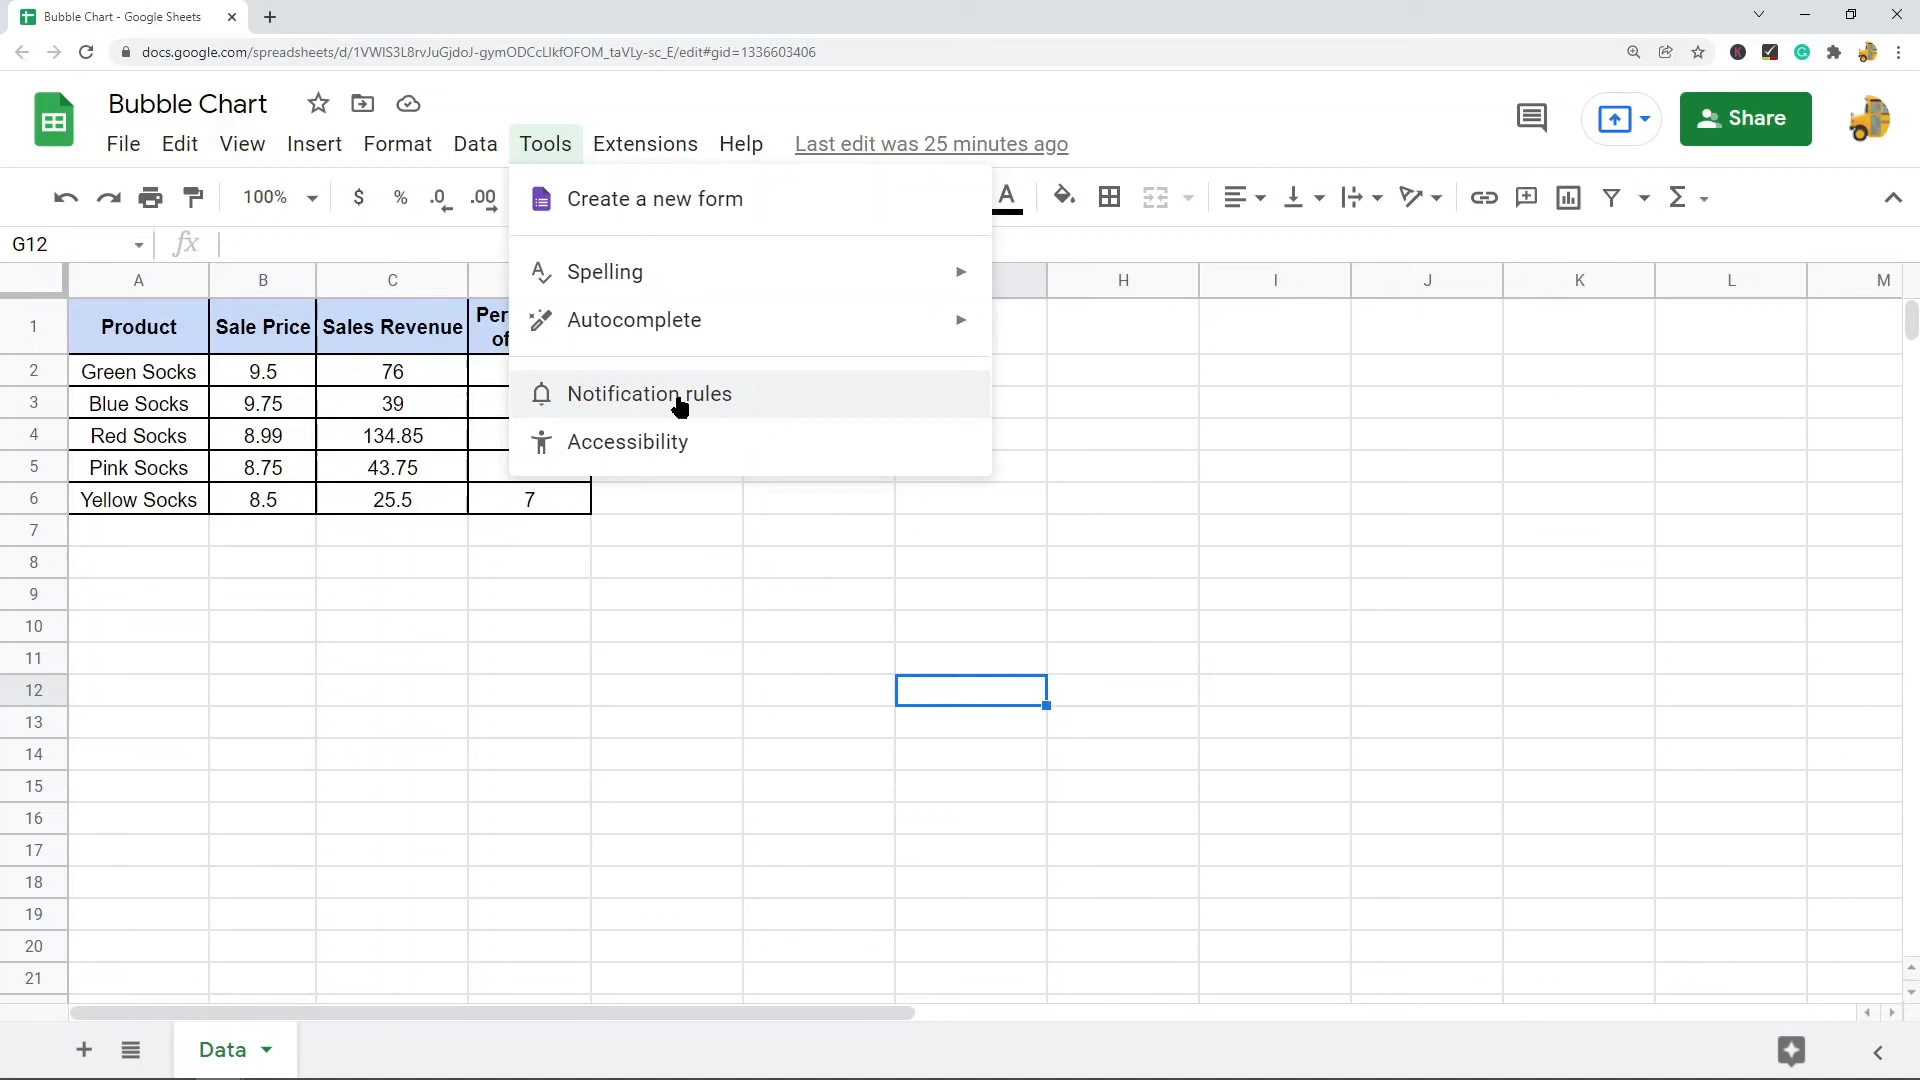 Bubble Chart - Google Sheets
docs.google.com/spreadsheets/d/1VWIS3L8rvJuGjdoJ-gymODCcLlkfOFOM_taVLy-sc_E/edit#gid=1336603406
Bubble Chart
Share
File Edit View Insert Format Data Tools Extensions Help Last edit was 25 minutes ago
100% $ % .0 .00 A Σ
Create a new form
G12 fx
Spelling
Autocomplete
Notification rules
Accessibility
A B C H I J K L M
1 Product Sale Price Sales Revenue Per
of
2 Green Socks 9.5 76
3 Blue Socks 9.75 39
4 Red Socks 8.99 134.85
5 Pink Socks 8.75 43.75
6 Yellow Socks 8.5 25.5 7
7
8
9
10
11
12
13
14
15
16
17
18
19
20
21
Data